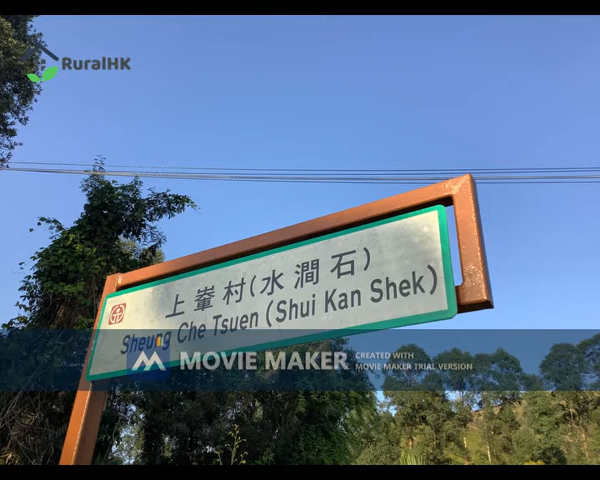 RuralHK
上輋村(水澗石)
Sheung Che Tsuen (Shui Kan Shek)
MOVIE MAKER
CREATED WITH
MOVIE MAKER TRIAL VERSION